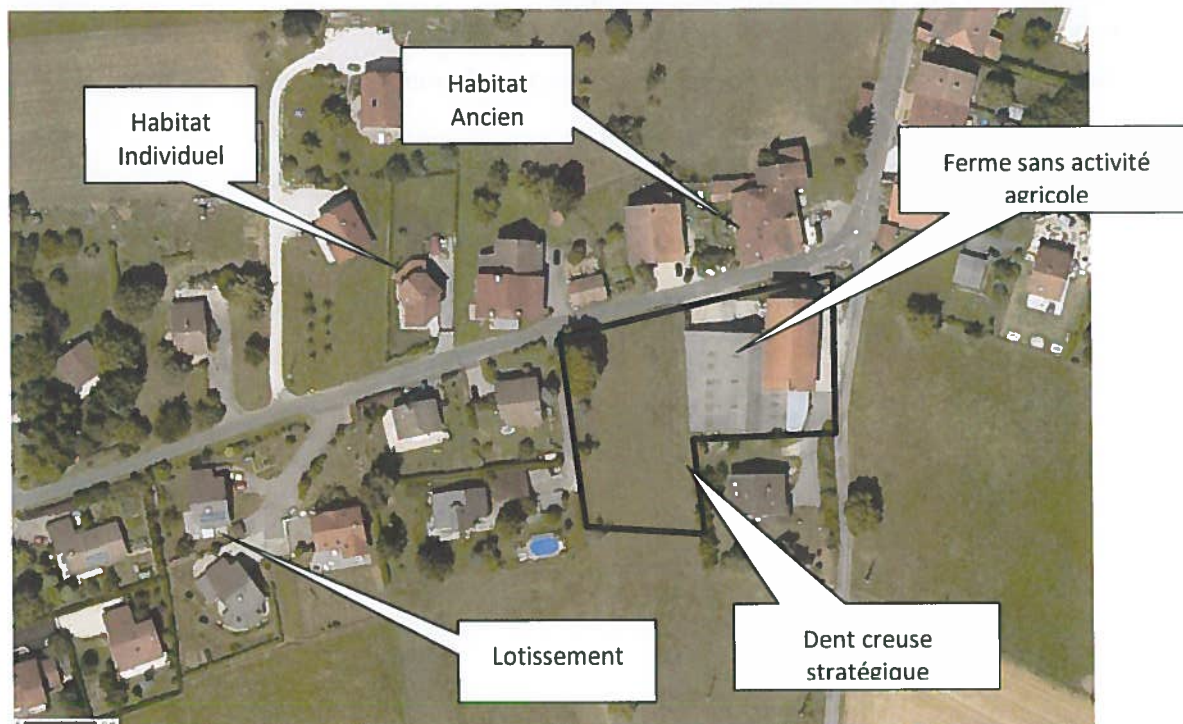 Habitat
Individuel
Habitat
Ancien
Ferme sans activité
agricole
Lotissement
Dent creuse
stratégique